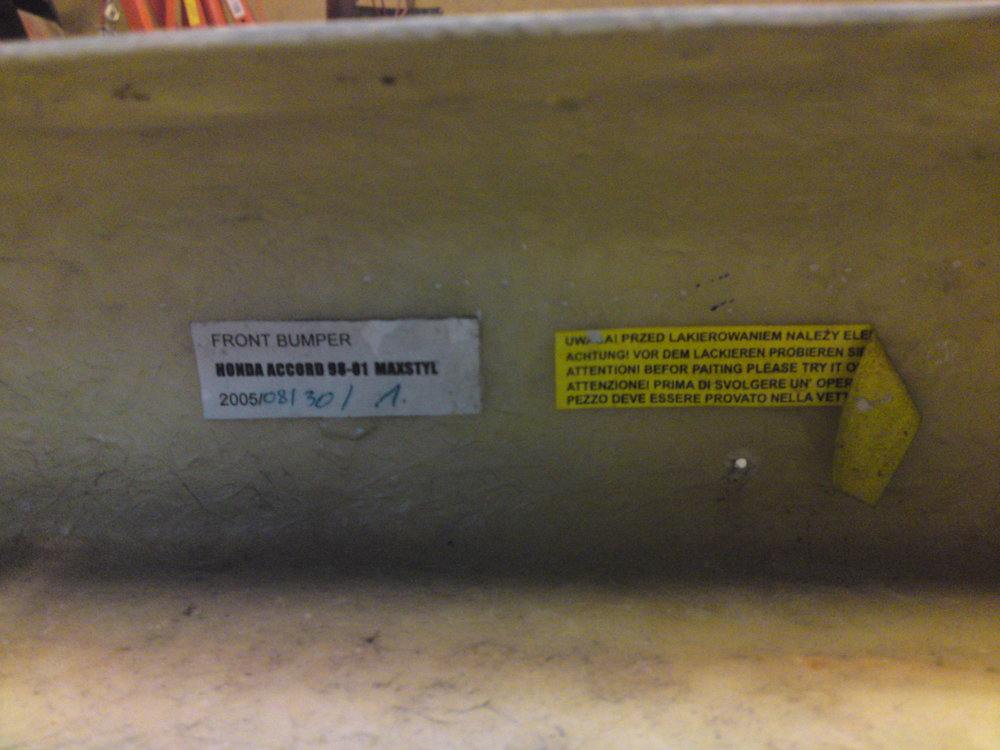 FRONT BUMPER
HONDA ACCORD 98-01 MAXSTYL
2005/08/30/ 1.
UWAGA! PRZED LAKIEROWANIEM NALEŻY
ACHTUNG! VOR DEM LACKIEREN PROBIEREN
ATTENTION! BEFOR PAITING PLEASE TRY IT
ATTENZIONE! PRIMA DI SVOLGERE UN'
PEZZO DEVE ESSERE PROVATO NELLA